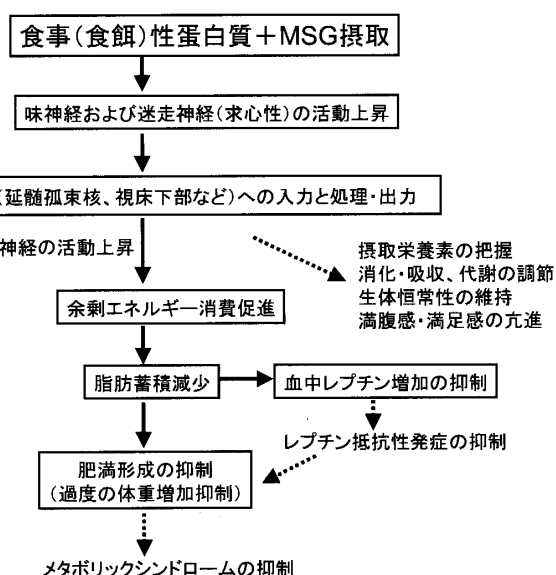 食事(食餌)性蛋白質+MSG摂取
味神経および迷走神経(求心性)の活動上昇
(延髄孤束核、視床下部など)への入力と処理・出力
神経の活動上昇
摂取栄養素の把握
消化・吸収、代謝の調節
生体恒常性の維持
満腹感・満足感の亢進
余剰エネルギー消費促進
脂肪蓄積減少
血中レプチン増加の抑制
レプチン抵抗性発症の抑制
肥満形成の抑制
(過度の体重増加抑制)
メタボリックシンドロームの抑制